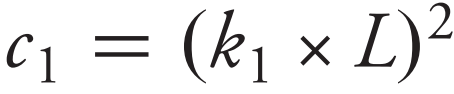 c₁ = (k₁ × L)²